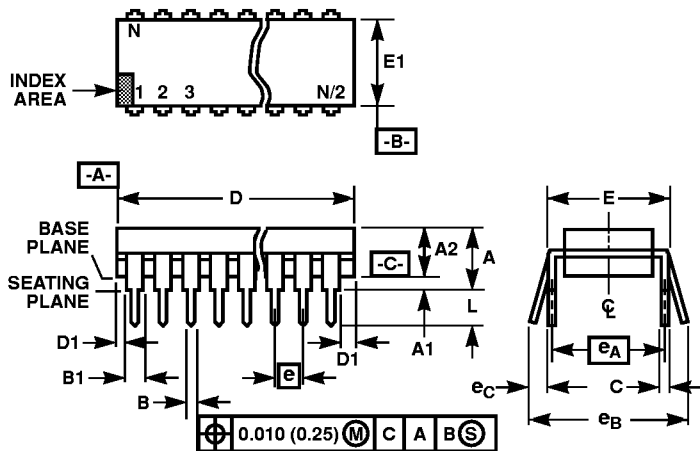 N
INDEX
AREA
1 2 3 N/2
E1
-B-
-A-
D
E
BASE
PLANE
A2
A
-C-
SEATING
PLANE
L
C
L
D1
A1
D1
e
eA
B1
eC
C
B
eB
0.010 (0.25) M C A B S